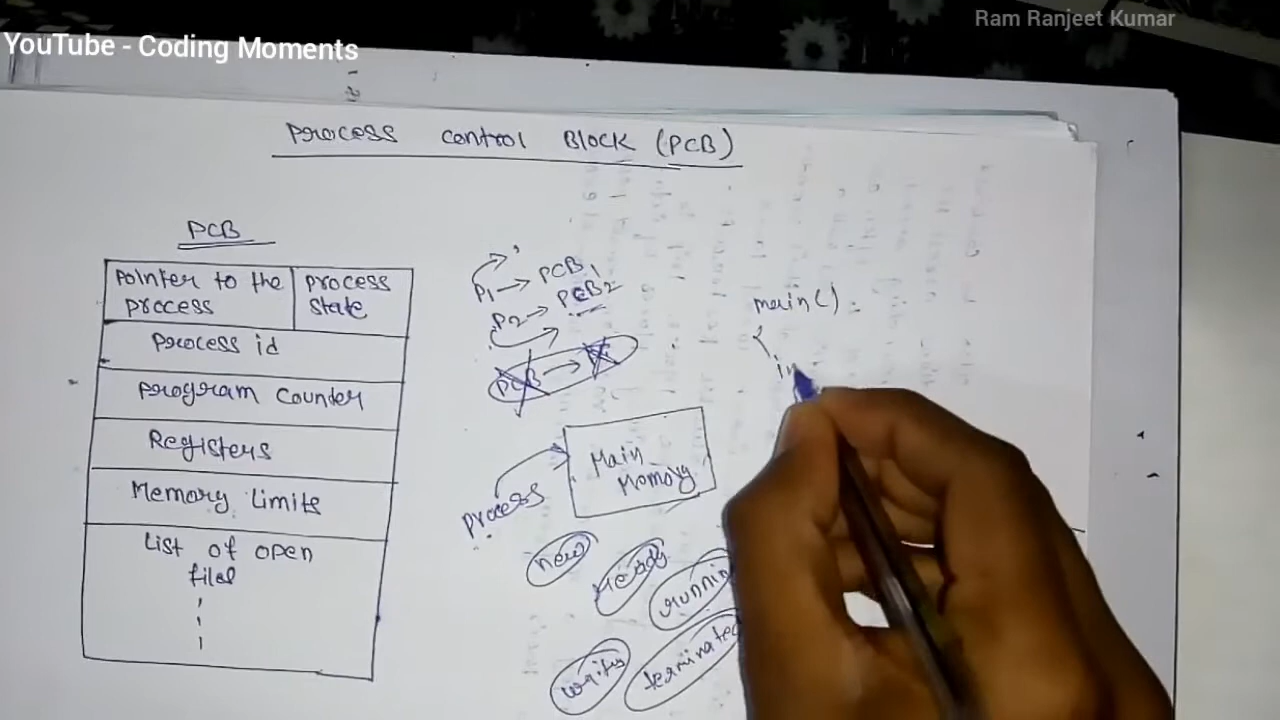 Ram Ranjeet Kumar
YouTube - Coding Moments
Process Control Block (PCB)
PCB
Pointer to the process
process state
Process id
Program Counter
Registers
Memory Limits
List of open
files
P1 → PCB1
P2 → PCB2
PCB →
main()
{
in
Main
Memory
process
new
ready
running
waiting
terminated